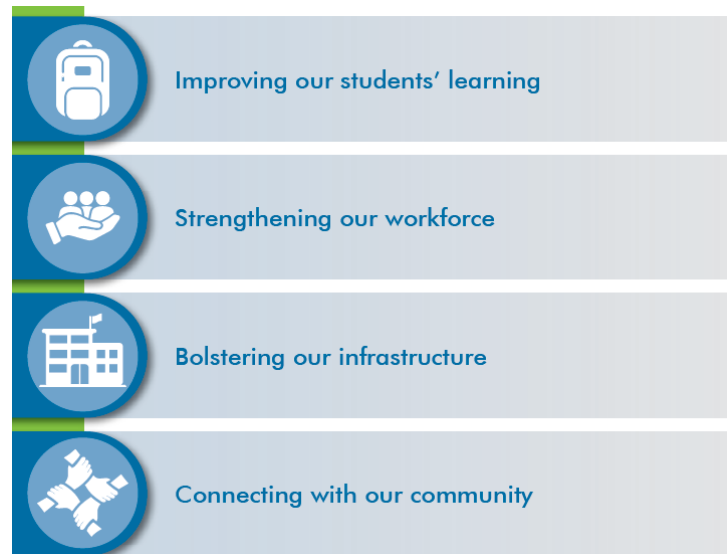 Improving our students’ learning
Strengthening our workforce
Bolstering our infrastructure
Connecting with our community